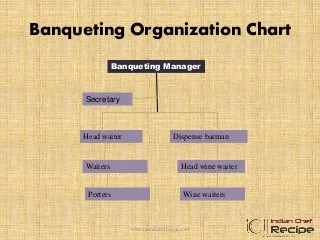 Banqueting Organization Chart
Banqueting Manager
Secretary
Head waiter
Dispense barman
Waiters
Head wine waiter
Porters
Wine waiters
Indian Chef
Recipe